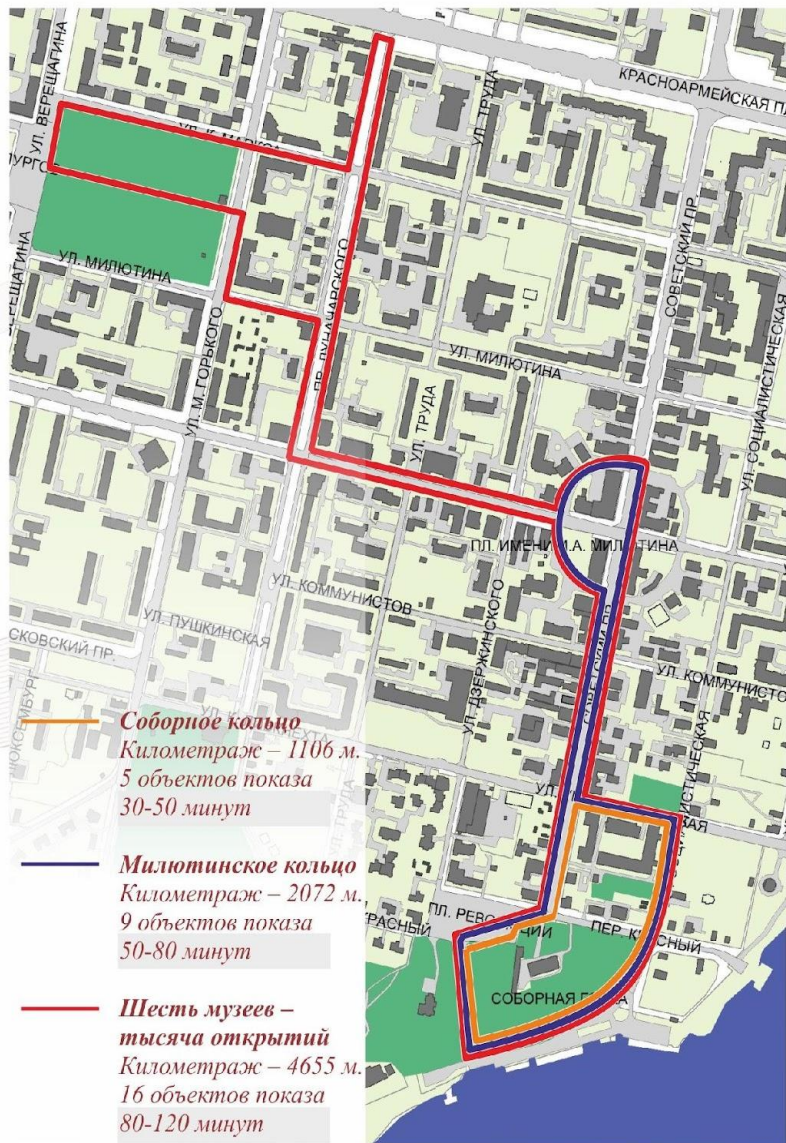 УЛ. ВЕРЕЩАГИНА
КРАСНОАРМЕЙСКАЯ
УЛ. ТРУДА
УЛ. МИЛЮТИНА
ПР. ЛУНАЧАРСКОГО
СОВЕТСКИЙ ПР.
УЛ. М. ГОРЬКОГО
УЛ. МИЛЮТИНА
УЛ. ТРУДА
УЛ. СОЦИАЛИСТИЧЕСКАЯ
ПЛ. ИМЕНИ И.А. МИЛЮТИНА
УЛ. КОММУНИСТОВ
УЛ. ПУШКИНСКАЯ
УЛ. ДЗЕРЖИНСКОГО
СОВЕТСКИЙ ПР.
УЛ. КОММУНИСТОВ
УЛ. ТРУДА
ПЛ. РЕВОЛЮЦИИ
ПЕР. КРАСНЫЙ
СОБОРНАЯ ГОРКА
Соборное кольцо
Километраж – 1106 м.
5 объектов показа
30-50 минут
Милютинское кольцо
Километраж – 2072 м.
9 объектов показа
50-80 минут
Шесть музеев –
тысяча открытий
Километраж – 4655 м.
16 объектов показа
80-120 минут